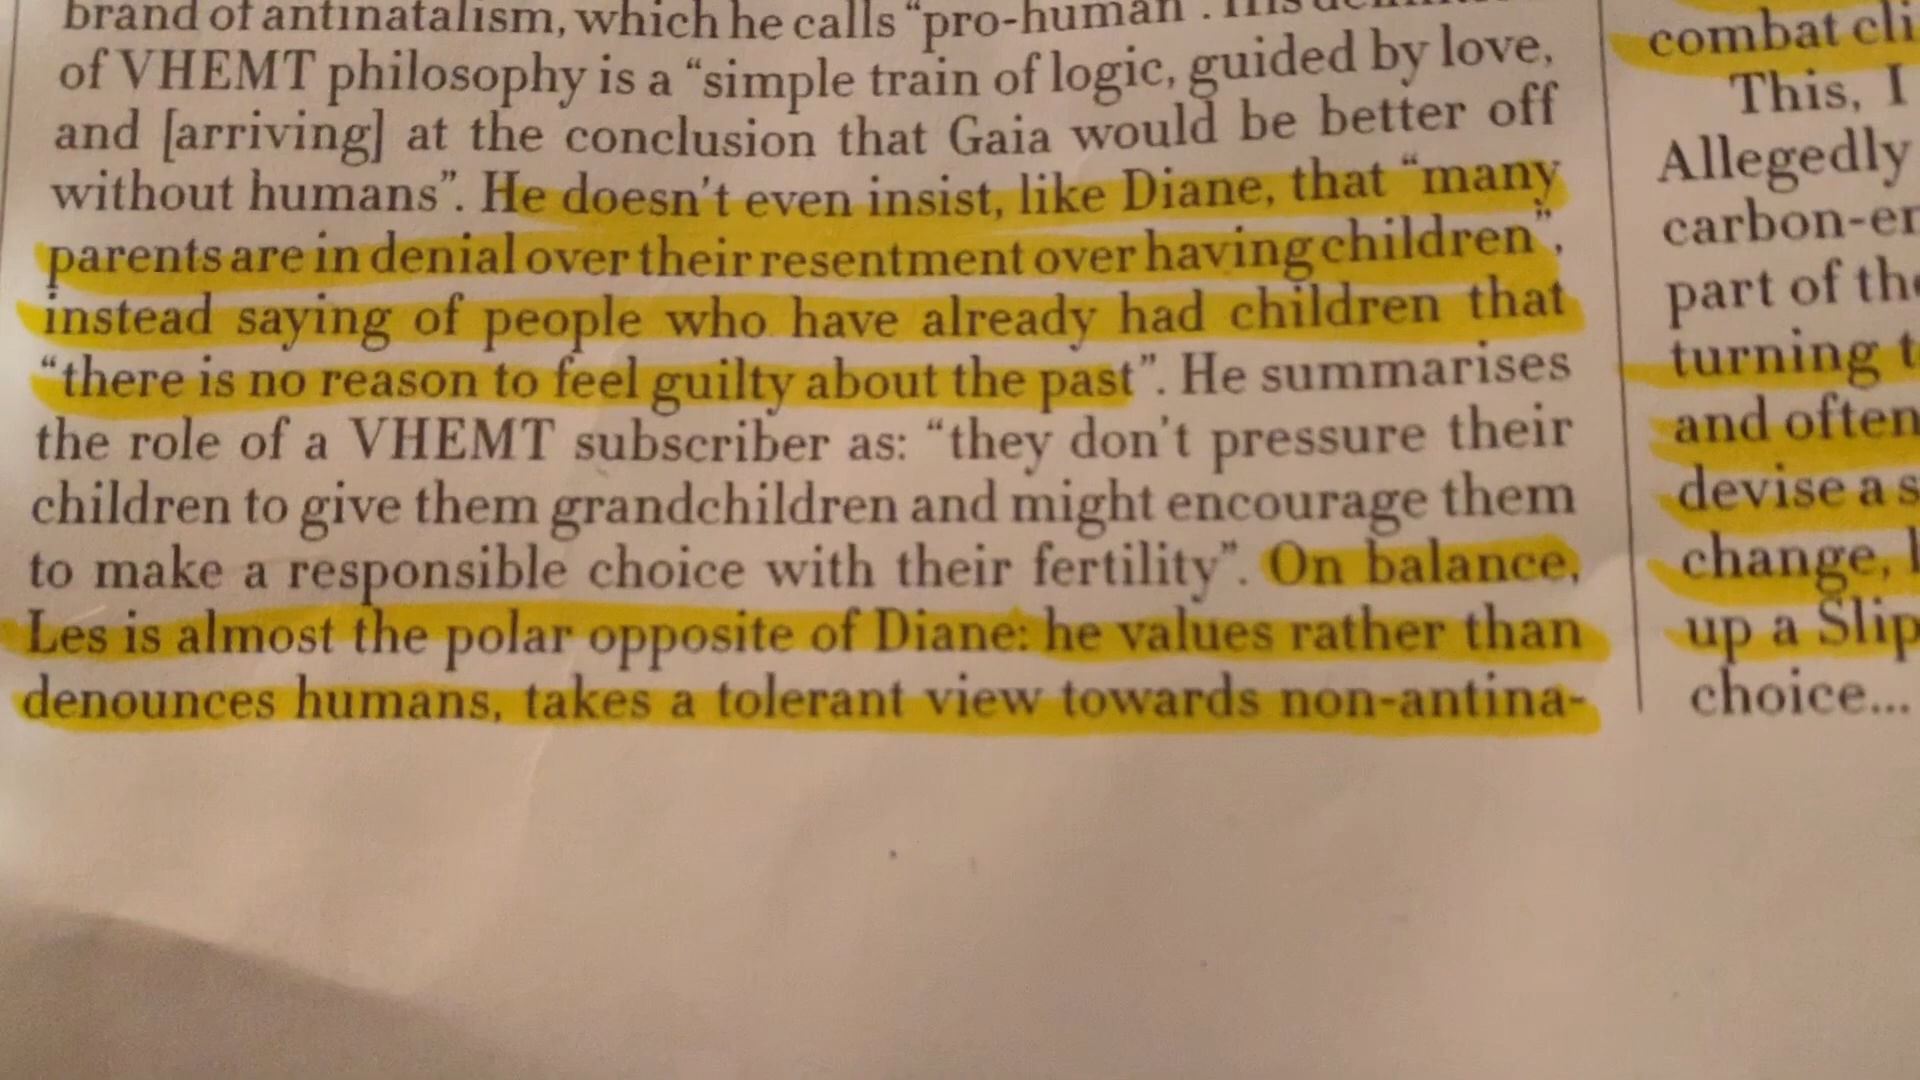 brand of antinatalism, which he calls “pro-human”. His
of VHEMT philosophy is a “simple train of logic, guided by love,
and [arriving] at the conclusion that Gaia would be better off
without humans”. He doesn’t even insist, like Diane, that “many
parents are in denial over their resentment over having children”,
instead saying of people who have already had children that
“there is no reason to feel guilty about the past”. He summarises
the role of a VHEMT subscriber as: “they don’t pressure their
children to give them grandchildren and might encourage them
to make a responsible choice with their fertility”. On balance,
Les is almost the polar opposite of Diane: he values rather than
denounces humans, takes a tolerant view towards non-antina-
combat cli
This, I
Allegedly
carbon-e
part of the
turning t
and often
devise a s
change, l
up a Slip
choice...